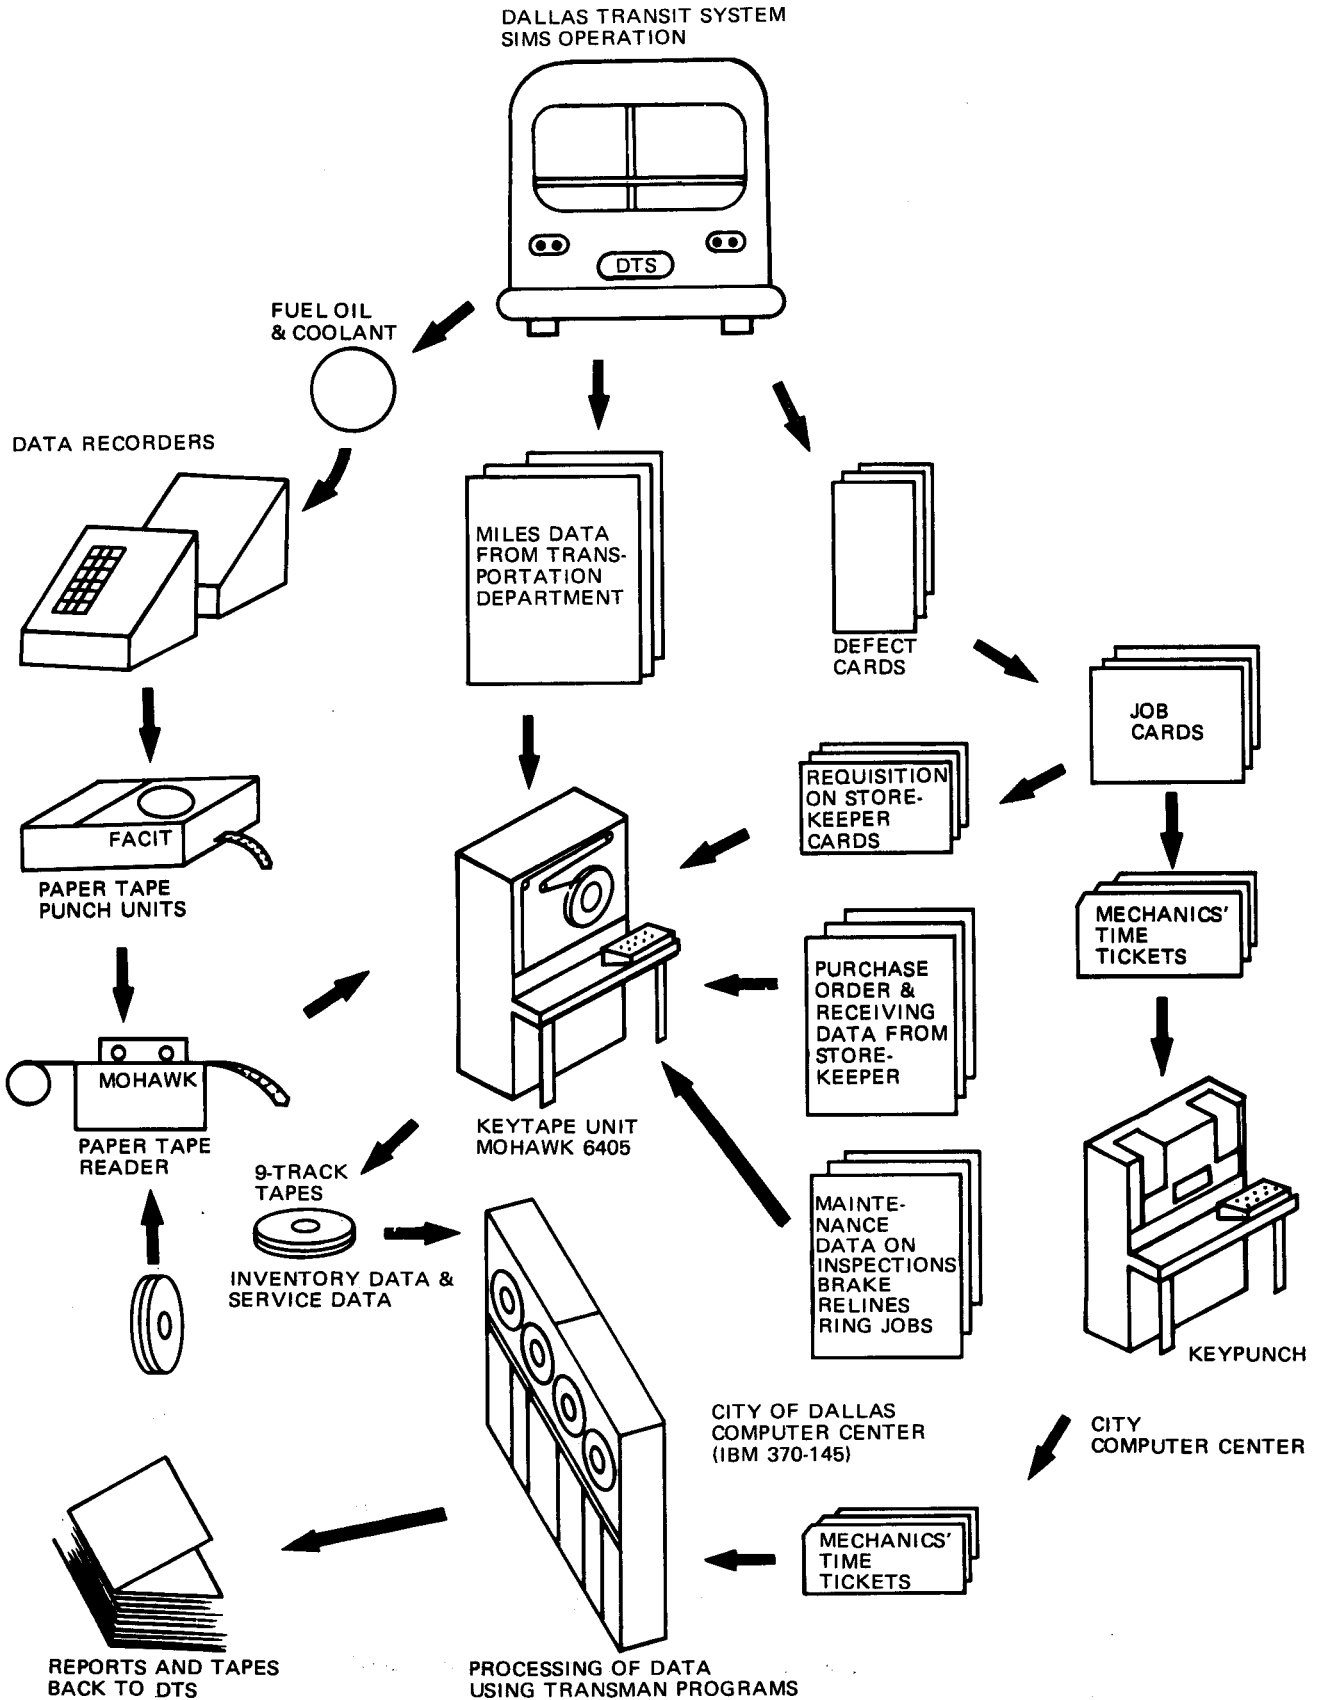 DALLAS TRANSIT SYSTEM
SIMS OPERATION
DTS
FUEL OIL
& COOLANT
DATA RECORDERS
MILES DATA
FROM TRANS-
PORTATION
DEPARTMENT
DEFECT
CARDS
JOB
CARDS
REQUISITION
ON STORE-
KEEPER
CARDS
FACIT
PAPER TAPE
PUNCH UNITS
MECHANICS'
TIME
TICKETS
PURCHASE
ORDER &
RECEIVING
DATA FROM
STORE-
KEEPER
MOHAWK
PAPER TAPE
READER
KEYTAPE UNIT
MOHAWK 6405
9-TRACK
TAPES
INVENTORY DATA &
SERVICE DATA
MAINTE-
NANCE
DATA ON
INSPECTIONS
BRAKE
RELINES
RING JOBS
KEYPUNCH
CITY OF DALLAS
COMPUTER CENTER
(IBM 370-145)
CITY
COMPUTER CENTER
MECHANICS'
TIME
TICKETS
REPORTS AND TAPES
BACK TO DTS
PROCESSING OF DATA
USING TRANSMAN PROGRAMS